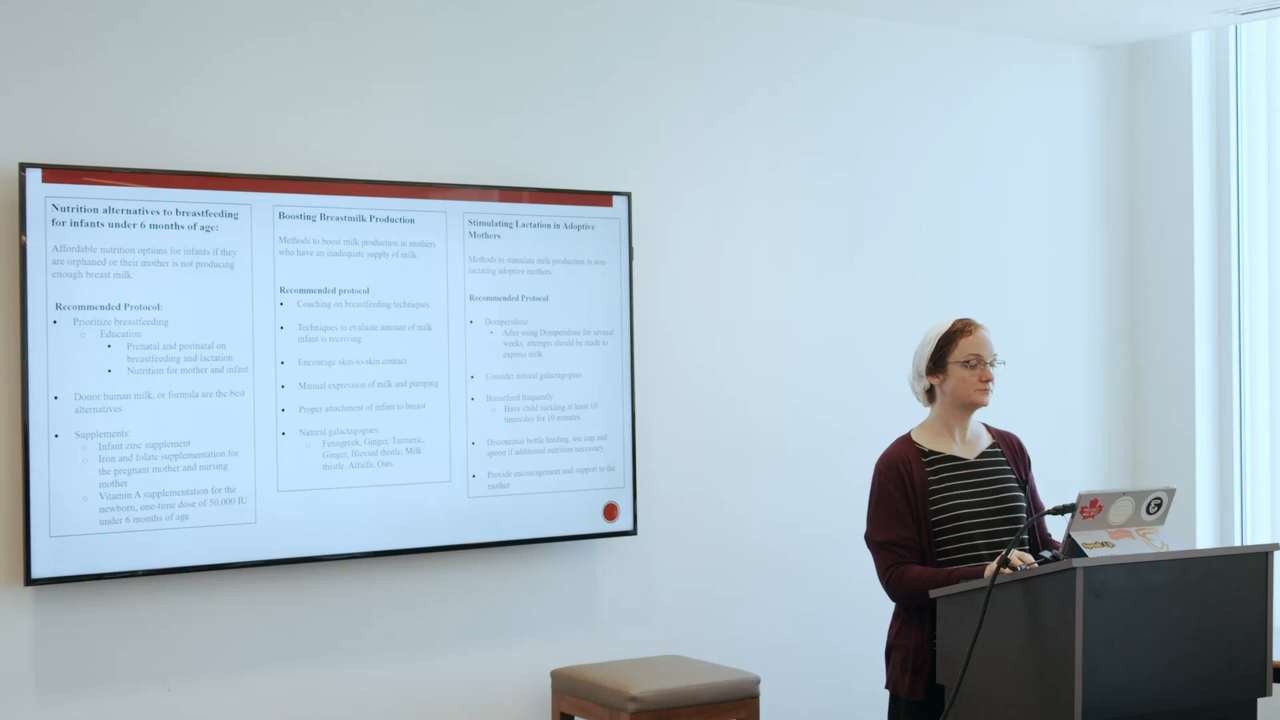 Nutrition alternatives to breastfeeding
for infants under 6 months of age:
Affordable nutrition options for infants if they
are orphaned or their mother is not producing
enough breast milk
Recommended Protocol:
• Prioritize breastfeeding
○ Education
• Prenatal and postnatal on
breastfeeding and lactation
• Nutrition for mother and infant
• Donor human milk, or formula are the best
alternatives
• Supplements:
○ Infant zinc supplement
○ Iron and folate supplementation for
the pregnant mother and nursing
mother
○ Vitamin A supplementation for the
newborn, one-time dose of 50,000 IU
under 6 months of age
Boosting Breastmilk Production
Methods to boost milk production in mothers
who have an inadequate supply of milk.
Recommended protocol
• Coaching on breastfeeding techniques.
• Techniques to evaluate amount of milk
infant is receiving
• Encourage skin-to-skin contact
• Manual expression of milk and pumping
• Proper attachment of infant to breast
• Natural galactogogues:
○ Fenugreek, Ginger, Turmeric,
Ginger, Blessed thistle, Milk
thistle, Alfalfa, Oats
Stimulating Lactation in Adoptive
Mothers
Methods to stimulate milk production in non-
lactating adoptive mothers
Recommended Protocol
• Domperidone
• After using Domperidone for several
weeks, attempts should be made to
express milk
• Consider natural galactagogues
• Breastfeed frequently
○ Have child suckling at least 10
times/day for 10 minutes
• Discontinue bottle feeding, use cup and
spoon if additional nutrition necessary
• Provide encouragement and support to the
mother